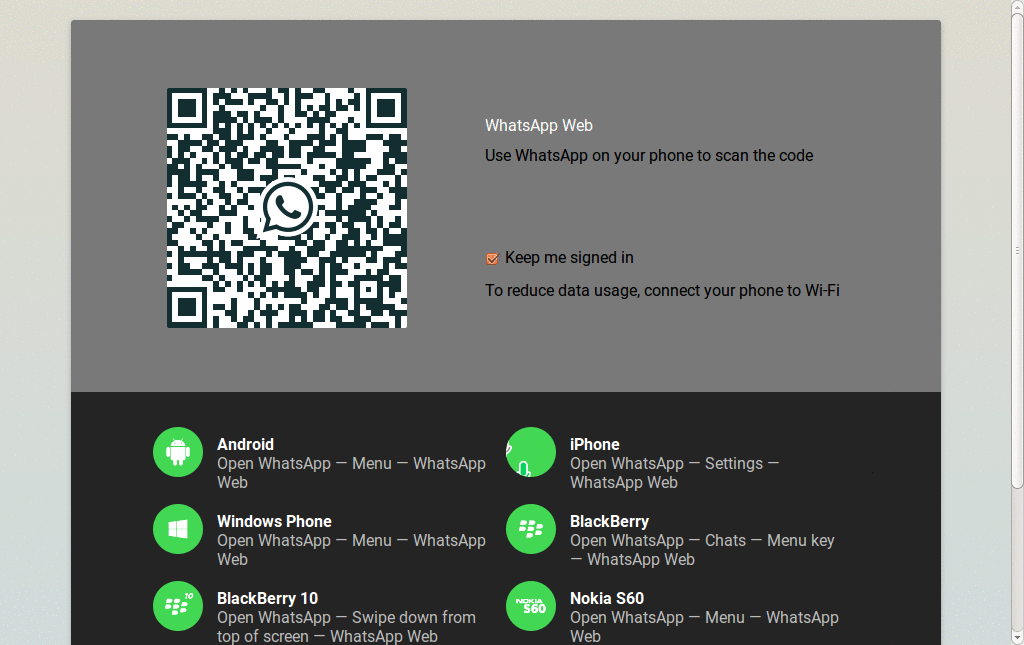 WhatsApp Web
Use WhatsApp on your phone to scan the code
Keep me signed in
To reduce data usage, connect your phone to Wi-Fi
Android
Open WhatsApp — Menu — WhatsApp
Web
iPhone
Open WhatsApp — Settings —
WhatsApp Web
Windows Phone
Open WhatsApp — Menu — WhatsApp
Web
BlackBerry
Open WhatsApp — Chats — Menu key
— WhatsApp Web
10
BlackBerry 10
Open WhatsApp — Swipe down from
top of screen — WhatsApp Web
NOKIA
S60
Nokia S60
Open WhatsApp — Menu — WhatsApp
Web